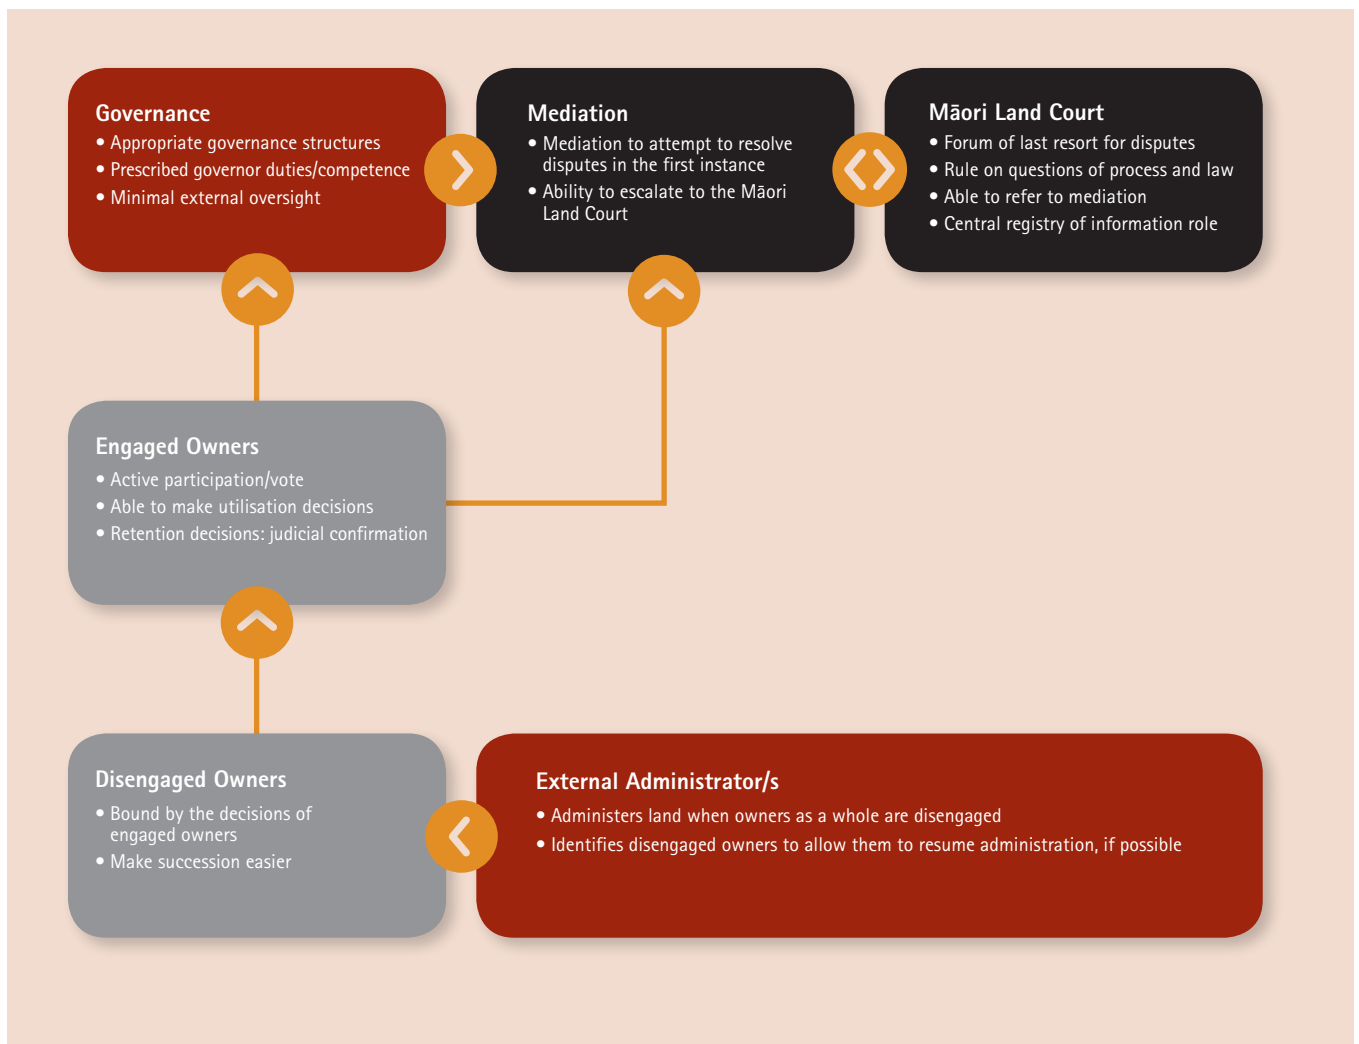 Governance
• Appropriate governance structures
• Prescribed governor duties/competence
• Minimal external oversight
Mediation
• Mediation to attempt to resolve
disputes in the first instance
• Ability to escalate to the Māori
Land Court
Māori Land Court
• Forum of last resort for disputes
• Rule on questions of process and law
• Able to refer to mediation
• Central registry of information role
Engaged Owners
• Active participation/vote
• Able to make utilisation decisions
• Retention decisions: judicial confirmation
Disengaged Owners
• Bound by the decisions of
engaged owners
• Make succession easier
External Administrator/s
• Administers land when owners as a whole are disengaged
• Identifies disengaged owners to allow them to resume administration, if possible